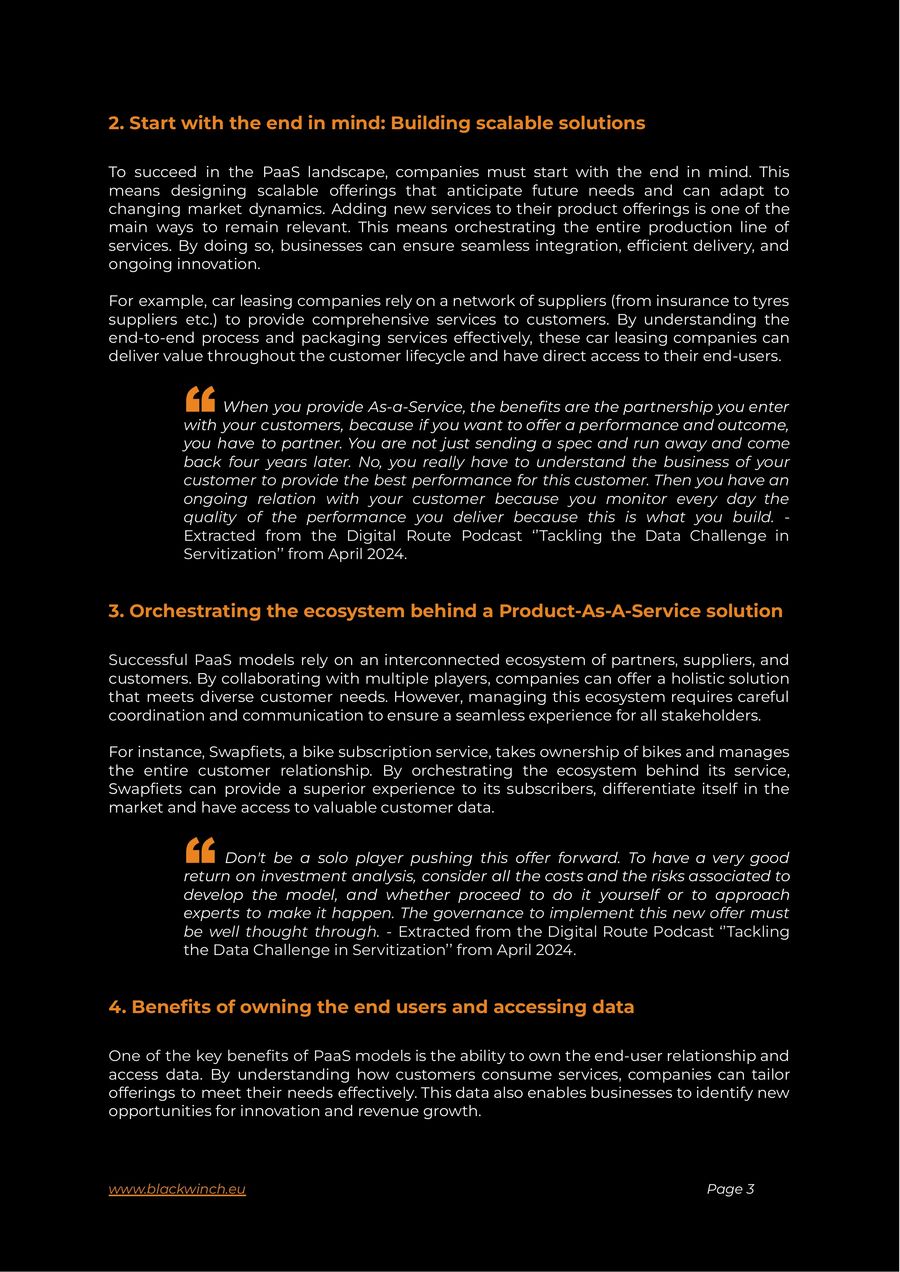 2. Start with the end in mind: Building scalable solutions
To succeed in the PaaS landscape, companies must start with the end in mind. This
means designing scalable offerings that anticipate future needs and can adapt to
changing market dynamics. Adding new services to their product offerings is one of the
main ways to remain relevant. This means orchestrating the entire production line of
services. By doing so, businesses can ensure seamless integration, efficient delivery, and
ongoing innovation.
For example, car leasing companies rely on a network of suppliers (from insurance to tyres
suppliers etc.) to provide comprehensive services to customers. By understanding the
end-to-end process and packaging services effectively, these car leasing companies can
deliver value throughout the customer lifecycle and have direct access to their end-users.
❝ When you provide As-a-Service, the benefits are the partnership you enter
with your customers, because if you want to offer a performance and outcome,
you have to partner. You are not just sending a spec and run away and come
back four years later. No, you really have to understand the business of your
customer to provide the best performance for this customer. Then you have an
ongoing relation with your customer because you monitor every day the
quality of the performance you deliver because this is what you build. -
Extracted from the Digital Route Podcast ‘’Tackling the Data Challenge in
Servitization’’ from April 2024.
3. Orchestrating the ecosystem behind a Product-As-A-Service solution
Successful PaaS models rely on an interconnected ecosystem of partners, suppliers, and
customers. By collaborating with multiple players, companies can offer a holistic solution
that meets diverse customer needs. However, managing this ecosystem requires careful
coordination and communication to ensure a seamless experience for all stakeholders.
For instance, Swapfiets, a bike subscription service, takes ownership of bikes and manages
the entire customer relationship. By orchestrating the ecosystem behind its service,
Swapfiets can provide a superior experience to its subscribers, differentiate itself in the
market and have access to valuable customer data.
❝ Don't be a solo player pushing this offer forward. To have a very good
return on investment analysis, consider all the costs and the risks associated to
develop the model, and whether proceed to do it yourself or to approach
experts to make it happen. The governance to implement this new offer must
be well thought through. - Extracted from the Digital Route Podcast ‘’Tackling
the Data Challenge in Servitization’’ from April 2024.
4. Benefits of owning the end users and accessing data
One of the key benefits of PaaS models is the ability to own the end-user relationship and
access data. By understanding how customers consume services, companies can tailor
offerings to meet their needs effectively. This data also enables businesses to identify new
opportunities for innovation and revenue growth.
www.blackwinch.eu
Page 3